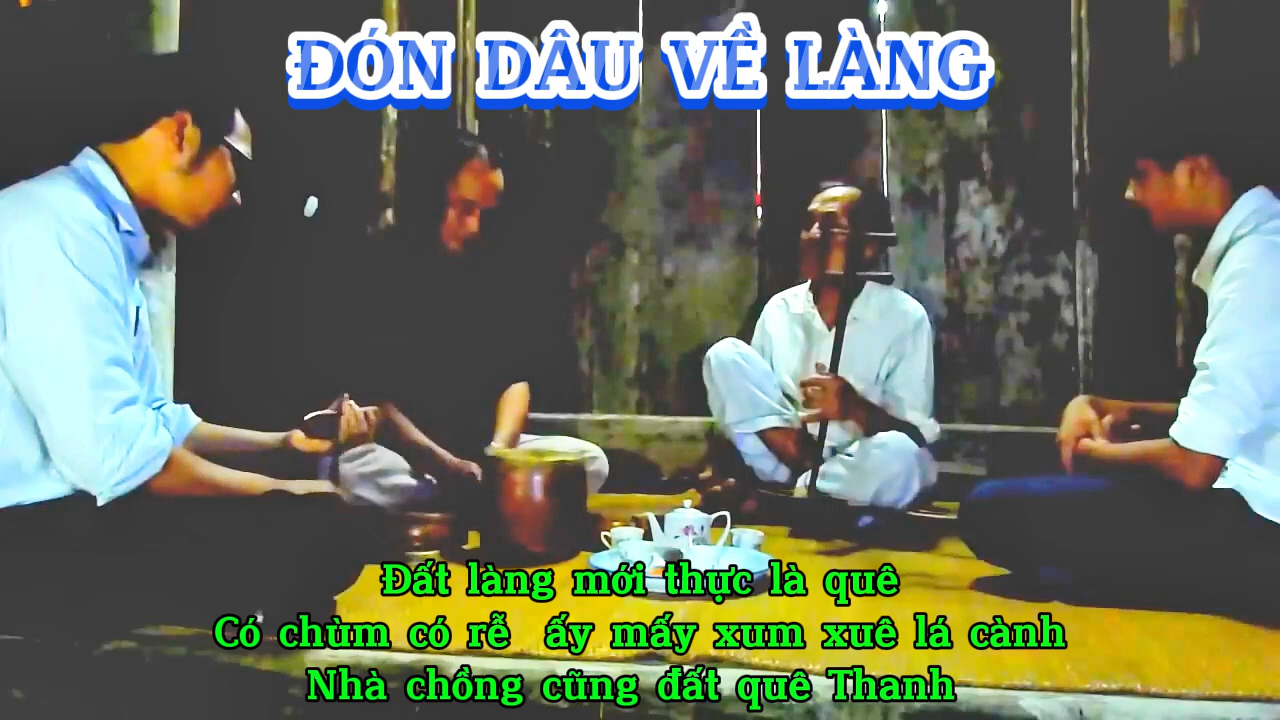 ĐÓN DÂU VỀ LÀNG
Đất làng mới thực là quê
Có chùm có rễ ấy mấy xum xuê lá cành
Nhà chồng cũng đất quê Thanh